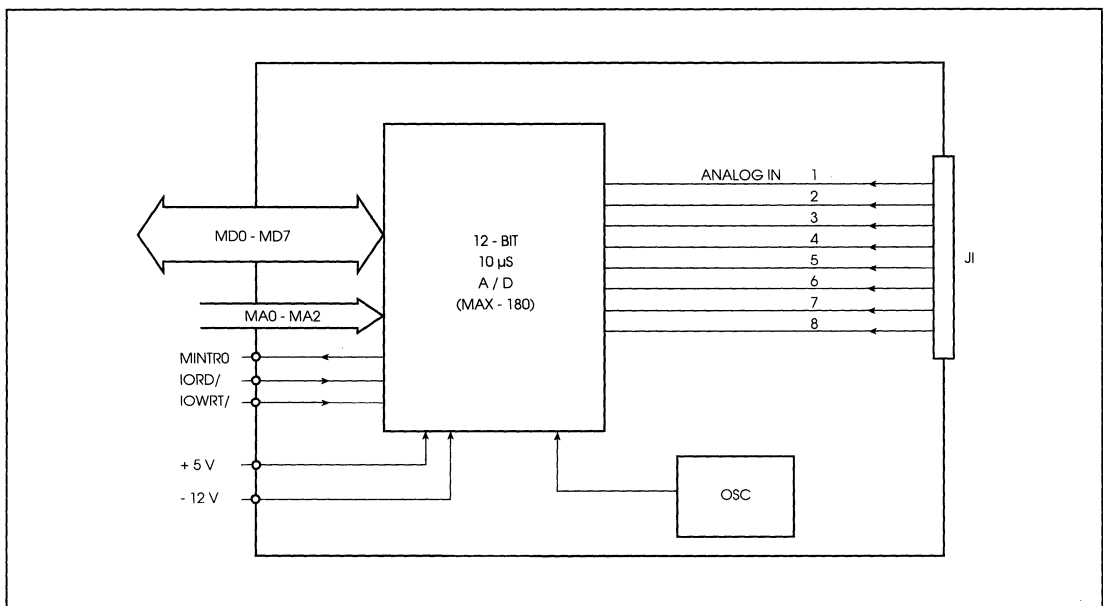 ANALOG IN 1
2
3
4
5
6
7
8
JI
MD0 - MD7
12 - BIT
10 µS
A / D
(MAX - 180)
MA0 - MA2
MINTR0
IORD/
IOWRT/
+ 5 V
- 12 V
OSC